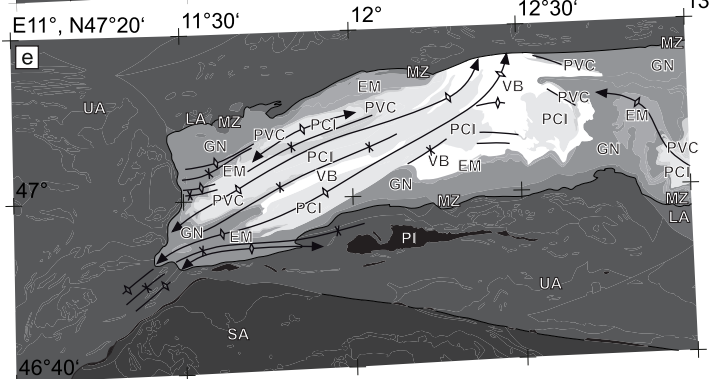 E11°, N47°20‘
11°30‘
12°
12°30‘
13
e
MZ
MZ
PVC
GN
EM
UA
VB
PVC
PVC
EM
LA
MZ
PCI
PVC
PCI
PCI
GN
PCI
GN
PVC
EM
VB
EM
PCI
VB
47°
GN
PVC
PCI
MZ
MZ
LA
GN
EM
PI
UA
SA
46°40‘